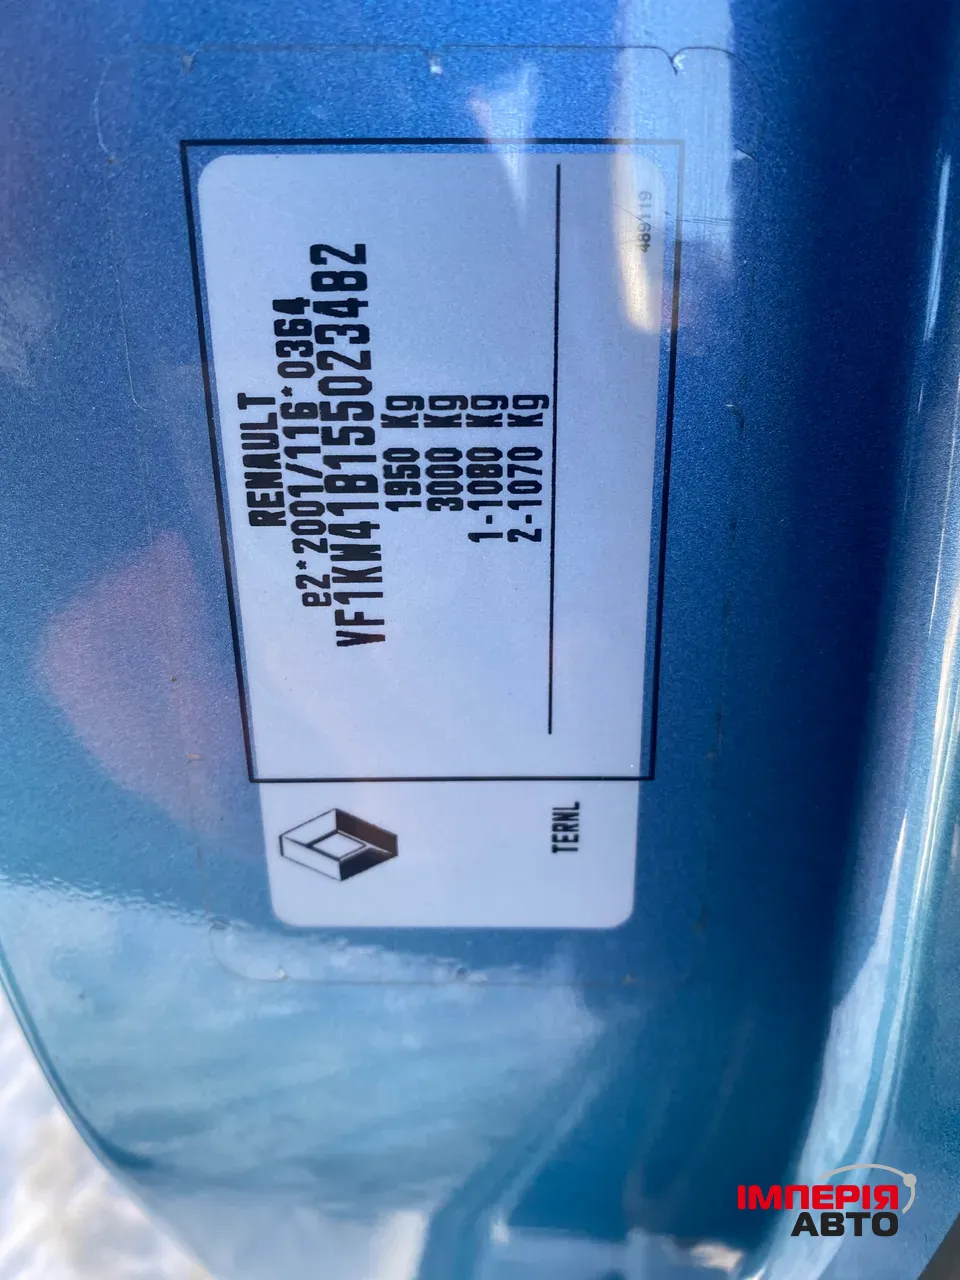 RENAULT
e2*2001/116*0364
VF1KW41B155023482
1950 Kg
3000 Kg
1-1080 Kg
2-1070 Kg
489119
TERNL
ІМПЕРІЯ
АВТО